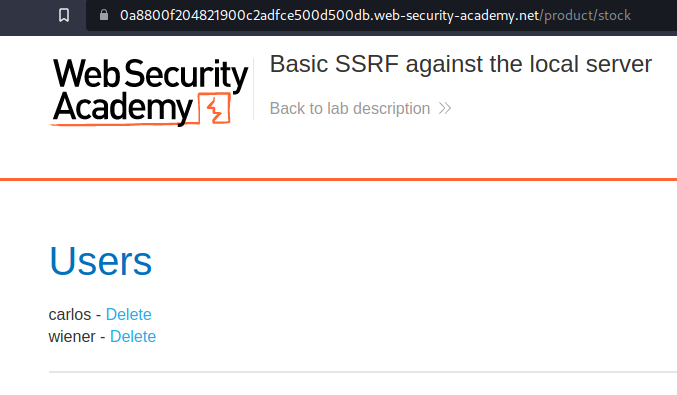 0a8800f204821900c2adfce500d500db.web-security-academy.net/product/stock
Web Security
Academy
Basic SSRF against the local server
Back to lab description
Users
carlos - Delete
wiener - Delete